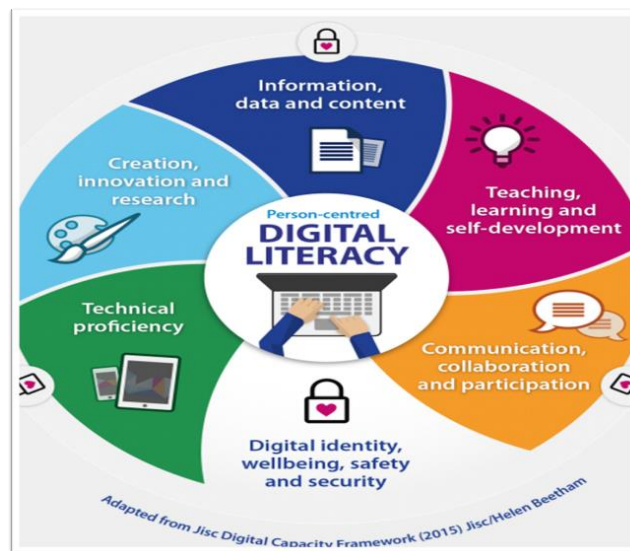 Information,
data and content
Teaching,
learning and
self-development
Communication,
collaboration
and participation
Digital identity,
wellbeing, safety
and security
Technical
proficiency
Creation,
innovation and
research
Person-centred
DIGITAL
LITERACY
Adapted from Jisc Digital Capacity Framework (2015) Jisc/Helen Beetham